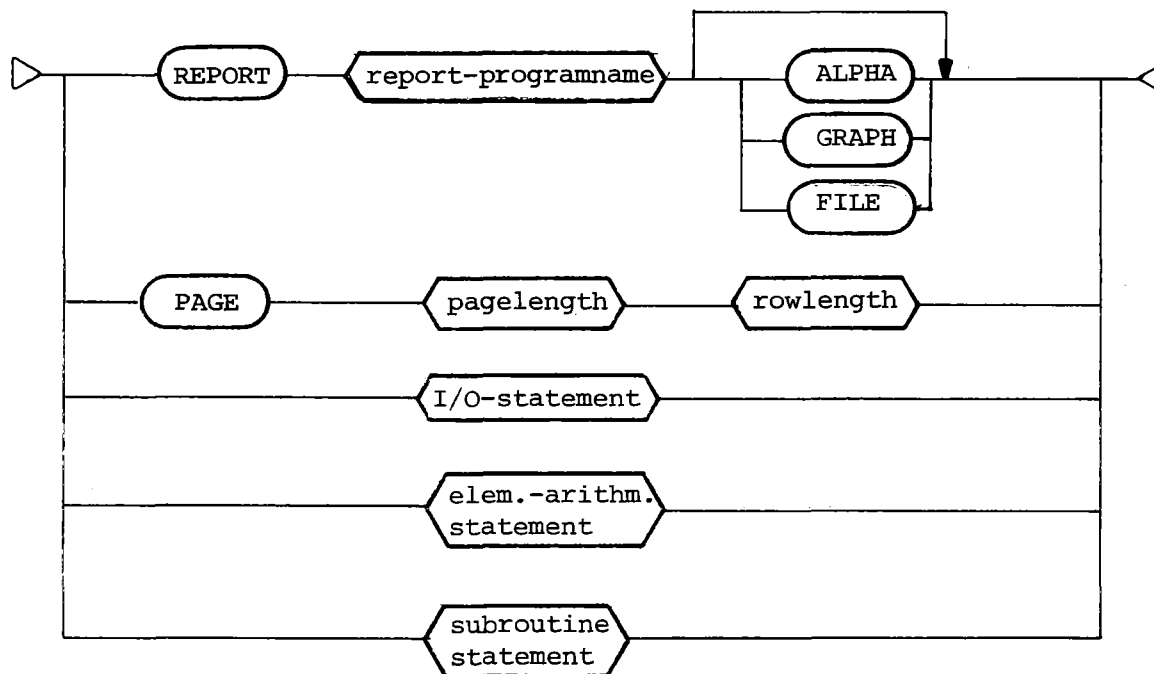 REPORT report-programname ALPHA
GRAPH
FILE
PAGE pagelength rowlength
I/O-statement
elem.-arithm.
statement
subroutine
statement